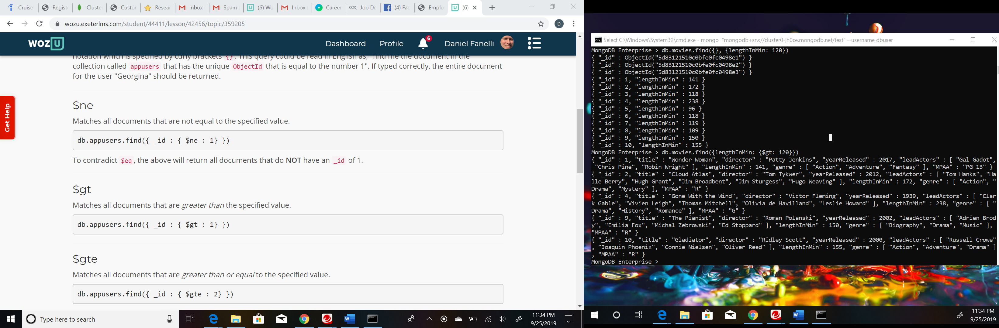 Cruise
Regist
Cluste
Custor
Resear
Inbox
Spam
(6) Wo
Inbox
Career
COX Job De
(4) Fac
Emplo
(6)
wozu.exeterlms.com/student/44411/lesson/42456/topic/359205
D
WOZ U
Dashboard
Profile
6
Daniel Fanelli
notation which is specified by curly brackets {} . This query could be read in English as, "find me the document in the
collection called appusers that has the unique ObjectId that is equal to the number 1". If typed correctly, the entire document
for the user "Georgina" should be returned.
Get Help
$ne
Matches all documents that are not equal to the specified value.
db.appusers.find({ _id : { $ne : 1} })
To contradict $eq , the above will return all documents that do NOT have an _id of 1.
$gt
Matches all documents that are greater than the specified value.
db.appusers.find({ _id : { $gt : 1} })
$gte
Matches all documents that are greater than or equal to the specified value.
db.appusers.find({ _id : { $gte : 2} })
Type here to search
11:34 PM
9/25/2019
Select C:\Windows\System32\cmd.exe - mongo "mongodb+srv://cluster0-jh0ce.mongodb.net/test" --username dbuser
MongoDB Enterprise > db.movies.find({}, {lengthInMin: 120})
{ "_id" : ObjectId("5d83121510c0bfe0fc0498e1") }
{ "_id" : ObjectId("5d83121510c0bfe0fc0498e2") }
{ "_id" : ObjectId("5d83121510c0bfe0fc0498e3") }
{ "_id" : 1, "lengthInMin" : 141 }
{ "_id" : 2, "lengthInMin" : 172 }
{ "_id" : 3, "lengthInMin" : 118 }
{ "_id" : 4, "lengthInMin" : 238 }
{ "_id" : 5, "lengthInMin" : 96 }
{ "_id" : 6, "lengthInMin" : 118 }
{ "_id" : 7, "lengthInMin" : 119 }
{ "_id" : 8, "lengthInMin" : 109 }
{ "_id" : 9, "lengthInMin" : 150 }
{ "_id" : 10, "lengthInMin" : 155 }
MongoDB Enterprise > db.movies.find({lengthInMin: {$gt: 120}})
{ "_id" : 1, "title" : "Wonder Woman", "director" : "Patty Jenkins", "yearReleased" : 2017, "leadActors" : [ "Gal Gadot",
"Chris Pine", "Robin Wright" ], "lengthInMin" : 141, "genre" : [ "Action", "Adventure", "Fantasy" ], "MPAA" : "PG-13" }
{ "_id" : 2, "title" : "Cloud Atlas", "director" : "Tom Tykwer", "yearReleased" : 2012, "leadActors" : [ "Tom Hanks", "Ha
lle Berry", "Hugh Grant", "Jim Broadbent", "Jim Sturgess", "Hugo Weaving" ], "lengthInMin" : 172, "genre" : [ "Action", "
Drama", "Mystery" ], "MPAA" : "R" }
{ "_id" : 4, "title" : "Gone With the Wind", "director" : "Victor Fleming", "yearReleased" : 1939, "leadActors" : [ "Clar
k Gable", "Vivien Leigh", "Thomas Mitchell", "Olivia de Havilland", "Leslie Howard" ], "lengthInMin" : 238, "genre" : [ "
Drama", "History", "Romance" ], "MPAA" : "G" }
{ "_id" : 9, "title" : "The Pianist", "director" : "Roman Polanski", "yearReleased" : 2002, "leadActors" : [ "Adrien Brod
y", "Emilia Fox", "Michal Zebrowski", "Ed Stoppard" ], "lengthInMin" : 150, "genre" : [ "Biography", "Drama", "Music" ],
"MPAA" : "R" }
{ "_id" : 10, "title" : "Gladiator", "director" : "Ridley Scott", "yearReleased" : 2000, "leadActors" : [ "Russell Crowe"
, "Joaquin Phoenix", "Connie Nielsen", "Oliver Reed" ], "lengthInMin" : 155, "genre" : [ "Action", "Adventure", "Drama" ]
, "MPAA" : "R" }
MongoDB Enterprise >
11:34 PM
9/25/2019